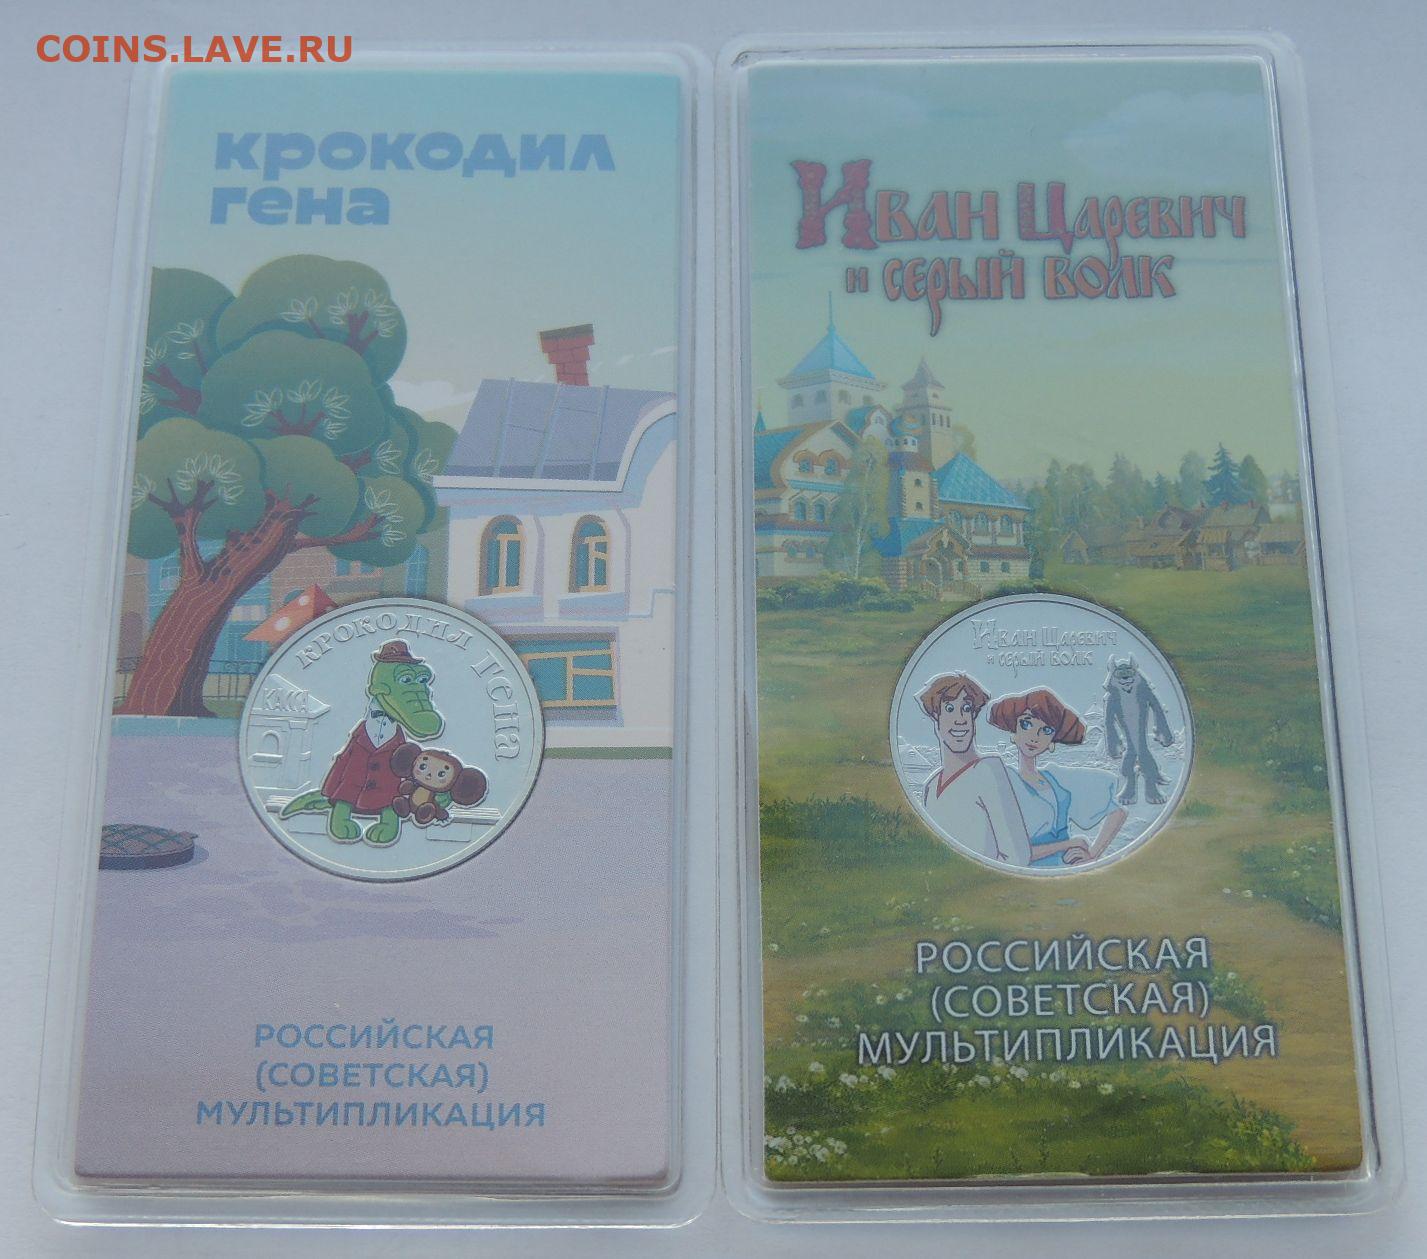 COINS.LAVE.RU
крокодил
гена
КРОКОДИЛ ГЕНА
КАССА
РОССИЙСКАЯ
(СОВЕТСКАЯ)
МУЛЬТИПЛИКАЦИЯ
Иван Царевич
и серый волк
Иван Царевич
и серый волк
РОССИЙСКАЯ
(СОВЕТСКАЯ)
МУЛЬТИПЛИКАЦИЯ